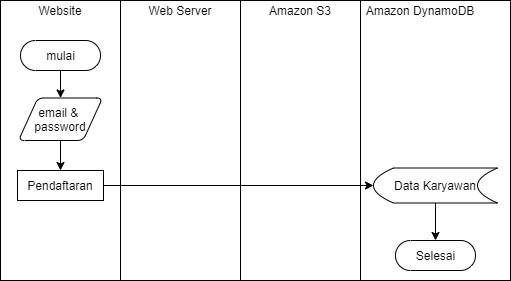 Website
Web Server
Amazon S3
Amazon DynamoDB
mulai
email &
password
Pendaftaran
Data Karyawan
Selesai